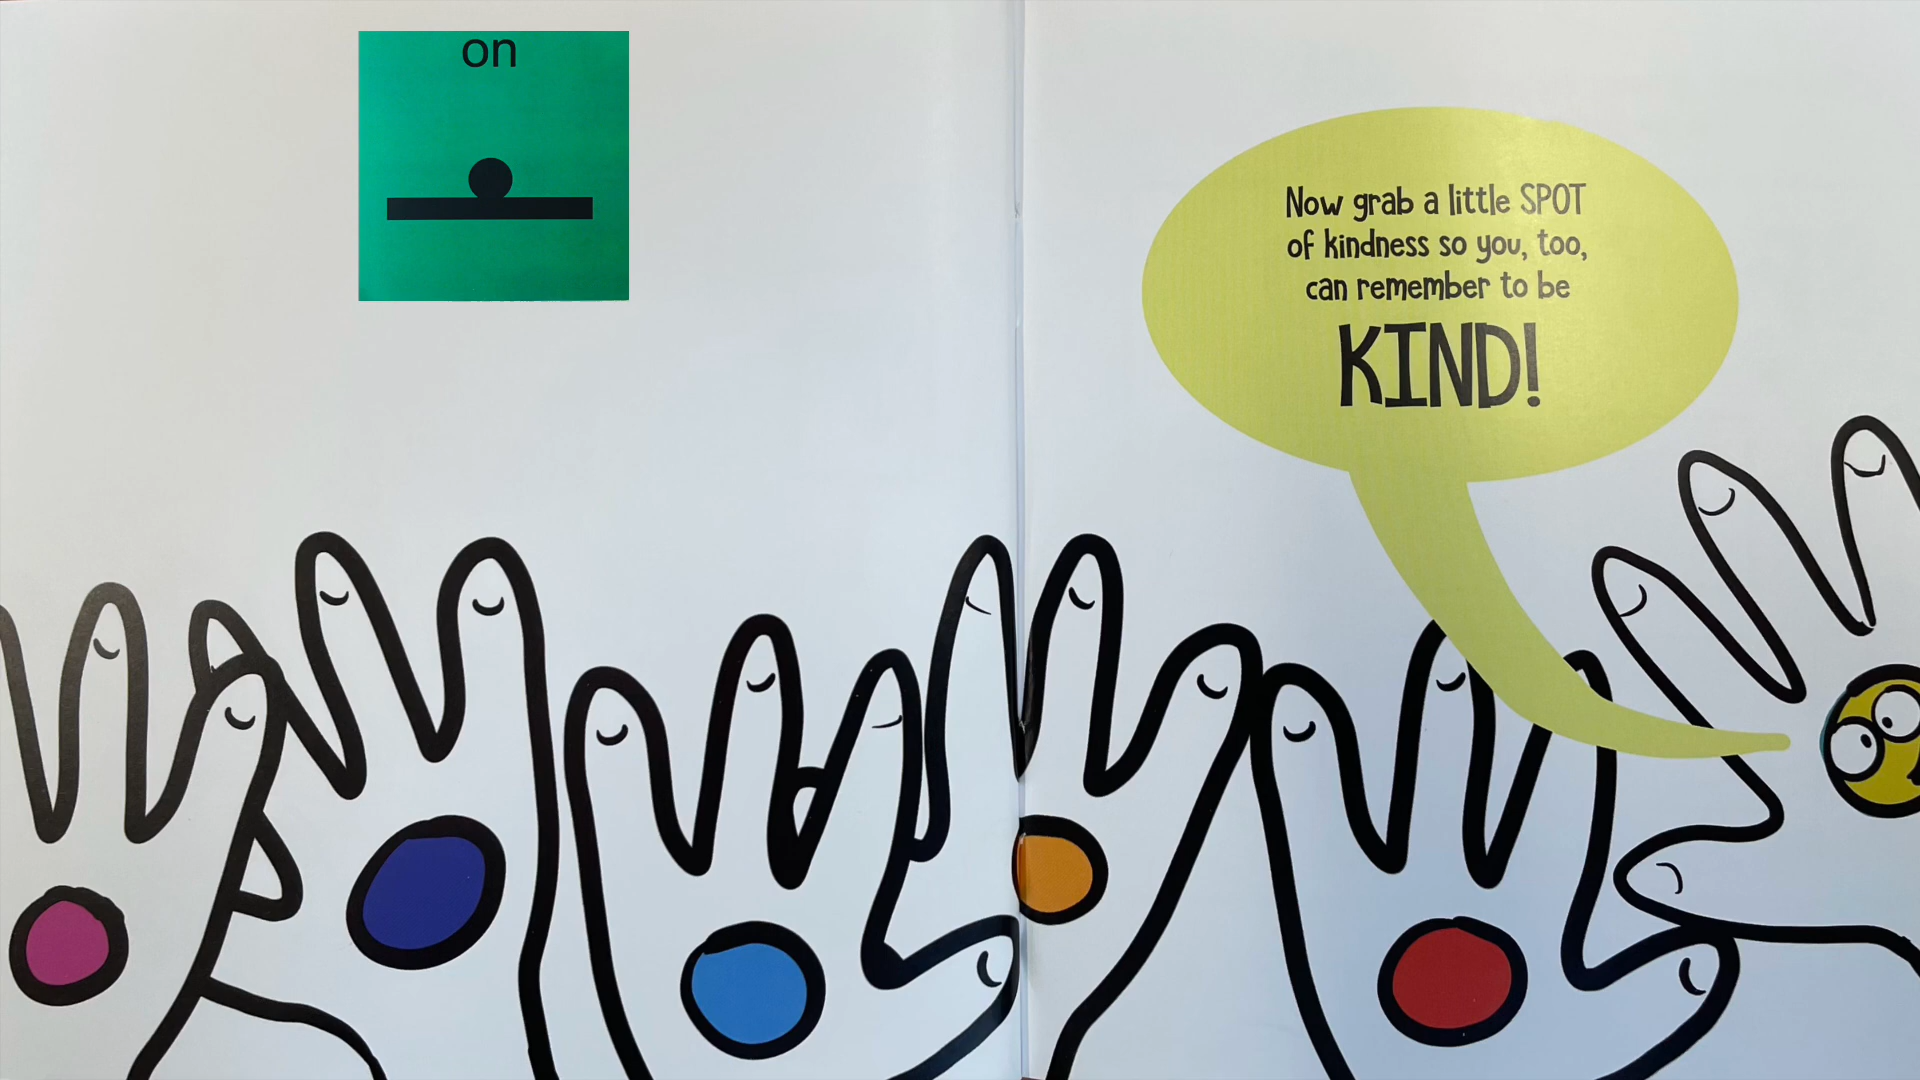 on
Now grab a little SPOT
of kindness so you, too,
can remember to be
KIND!